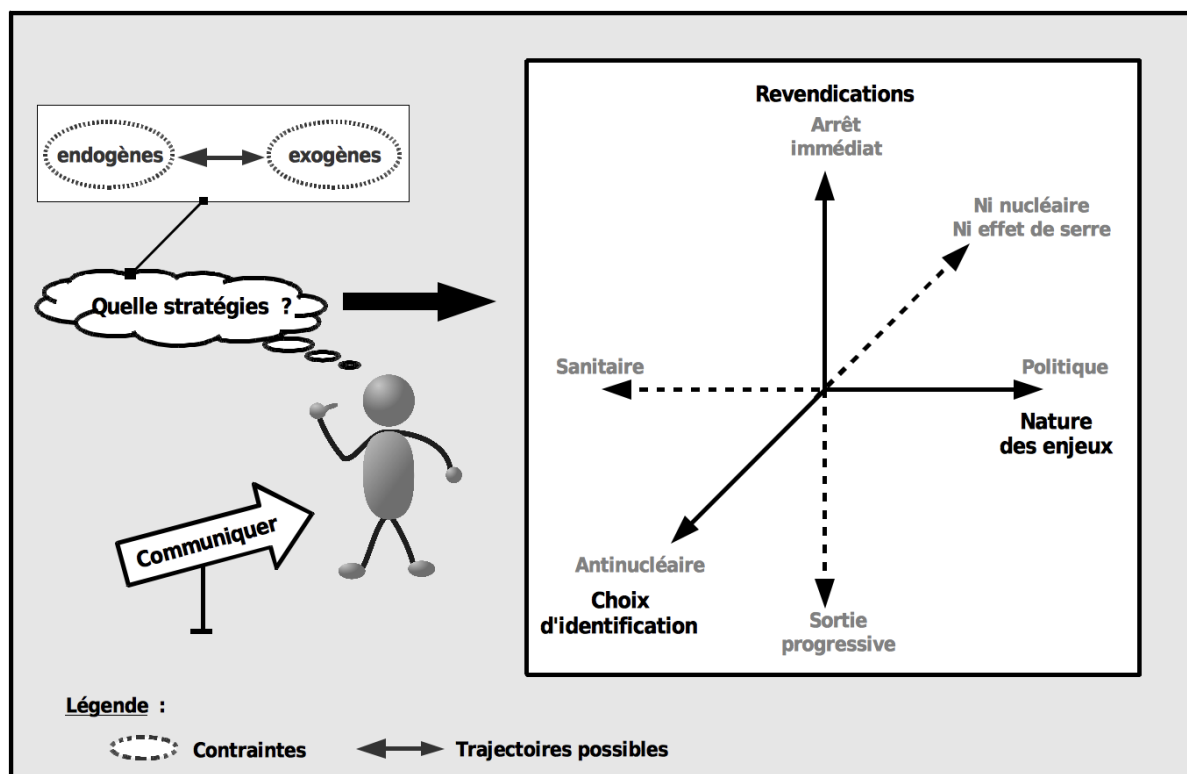 endogènes
exogènes
Quelle stratégies ?
Communiquer
Revendications
Arrêt
immédiat
Ni nucléaire
Ni effet de serre
Sanitaire
Politique
Nature
des enjeux
Antinucléaire
Choix
d'identification
Sortie
progressive
Légende :
Contraintes
Trajectoires possibles